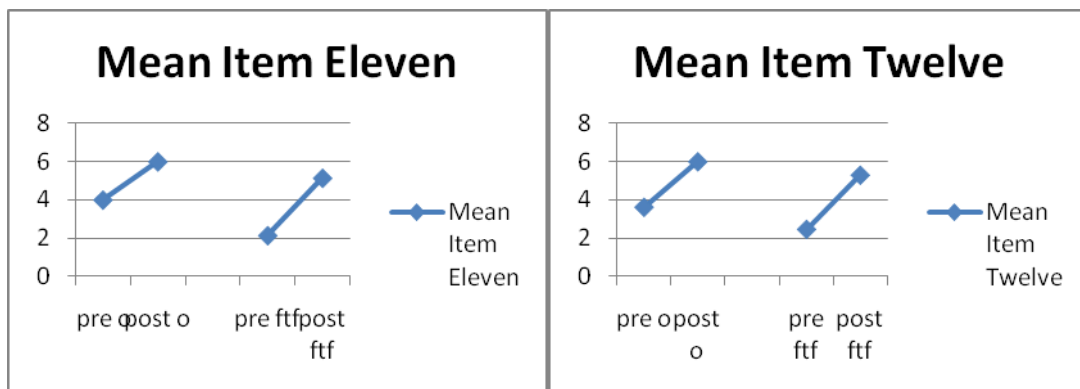 Mean Item Eleven
8
6
4
2
0
pre o
post o
pre ftf
post
ftf
Mean
Item
Eleven
Mean Item Twelve
8
6
4
2
0
pre o
post
o
pre
ftf
post
ftf
Mean
Item
Twelve